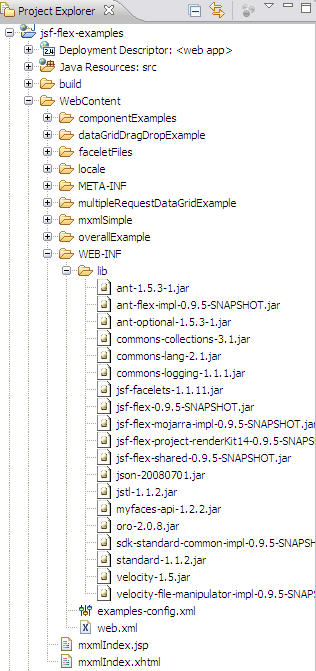 Project Explorer
jsf-flex-examples
Deployment Descriptor: <web app>
Java Resources: src
build
WebContent
componentExamples
dataGridDragDropExample
faceletFiles
locale
META-INF
multipleRequestDataGridExample
mxmlSimple
overallExample
WEB-INF
lib
ant-1.5.3-1.jar
ant-flex-impl-0.9.5-SNAPSHOT.jar
ant-optional-1.5.3-1.jar
commons-collections-3.1.jar
commons-lang-2.1.jar
commons-logging-1.1.1.jar
jsf-facelets-1.1.11.jar
jsf-flex-0.9.5-SNAPSHOT.jar
jsf-flex-mojarra-impl-0.9.5-SNAPSHOT.jar
jsf-flex-project-renderKit14-0.9.5-SNAP
jsf-flex-shared-0.9.5-SNAPSHOT.jar
json-20080701.jar
jstl-1.1.2.jar
myfaces-api-1.2.2.jar
oro-2.0.8.jar
sdk-standard-common-impl-0.9.5-SNAPS
standard-1.1.2.jar
velocity-1.5.jar
velocity-file-manipulator-impl-0.9.5-SNAP
examples-config.xml
web.xml
mxmlIndex.jsp
mxmlIndex.xhtml